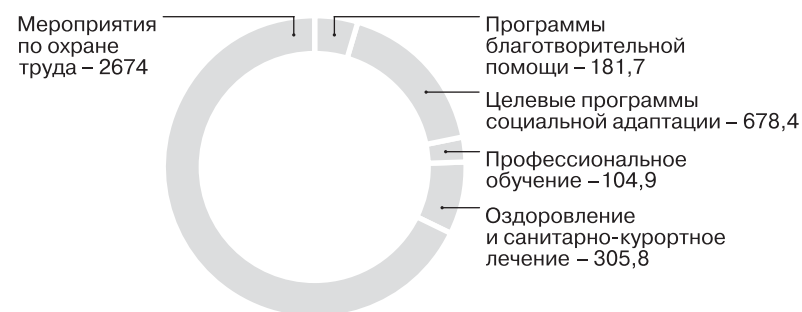 Мероприятия
по охране
труда – 2674
Программы
благотворительной
помощи – 181,7
Целевые программы
социальной адаптации – 678,4
Профессиональное
обучение –104,9
Оздоровление
и санитарно-курортное
лечение – 305,8